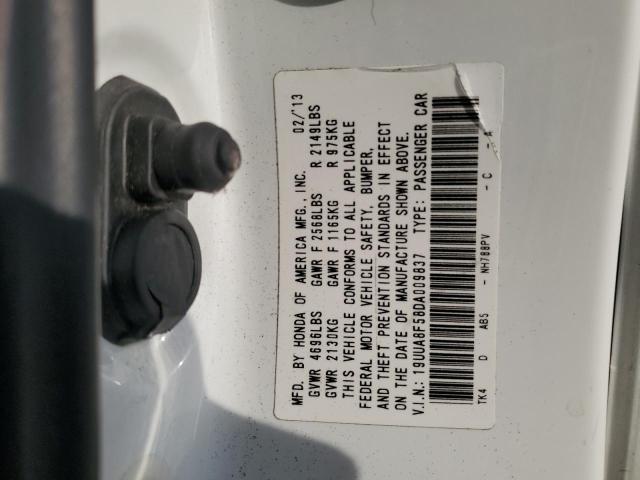 MFD. BY HONDA OF AMERICA MFG., INC. 02/'13
GVWR 4696LBS GAWR F 2568LBS R 2149LBS
GVWR 2130KG GAWR F 1165KG R 975KG
THIS VEHICLE CONFORMS TO ALL APPLICABLE
FEDERAL MOTOR VEHICLE SAFETY, BUMPER,
AND THEFT PREVENTION STANDARDS IN EFFECT
ON THE DATE OF MANUFACTURE SHOWN ABOVE.
V.I.N.: 19UUA8F58DA009837 TYPE: PASSENGER CAR
TK4 D AB5 - NH788PV - C - A